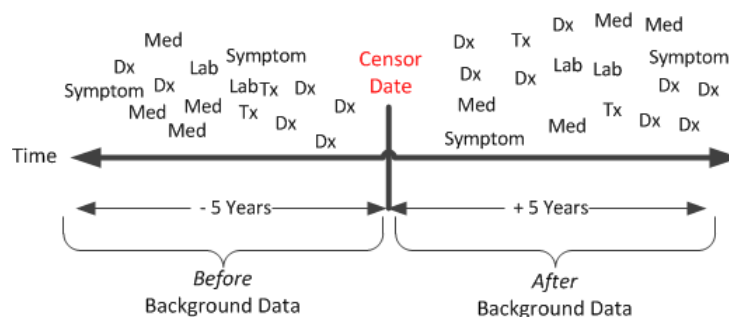 Med
Lab
Symptom
Dx
Symptom
Dx
Lab
Tx
Dx
Med
Med
Tx
Dx
Med
Dx
Dx
Censor
Date
Dx
Tx
Dx
Med
Med
Dx
Dx
Lab
Lab
Symptom
Dx
Dx
Med
Tx
Med
Dx
Dx
Symptom
Time
- 5 Years
+ 5 Years
Before
Background Data
After
Background Data